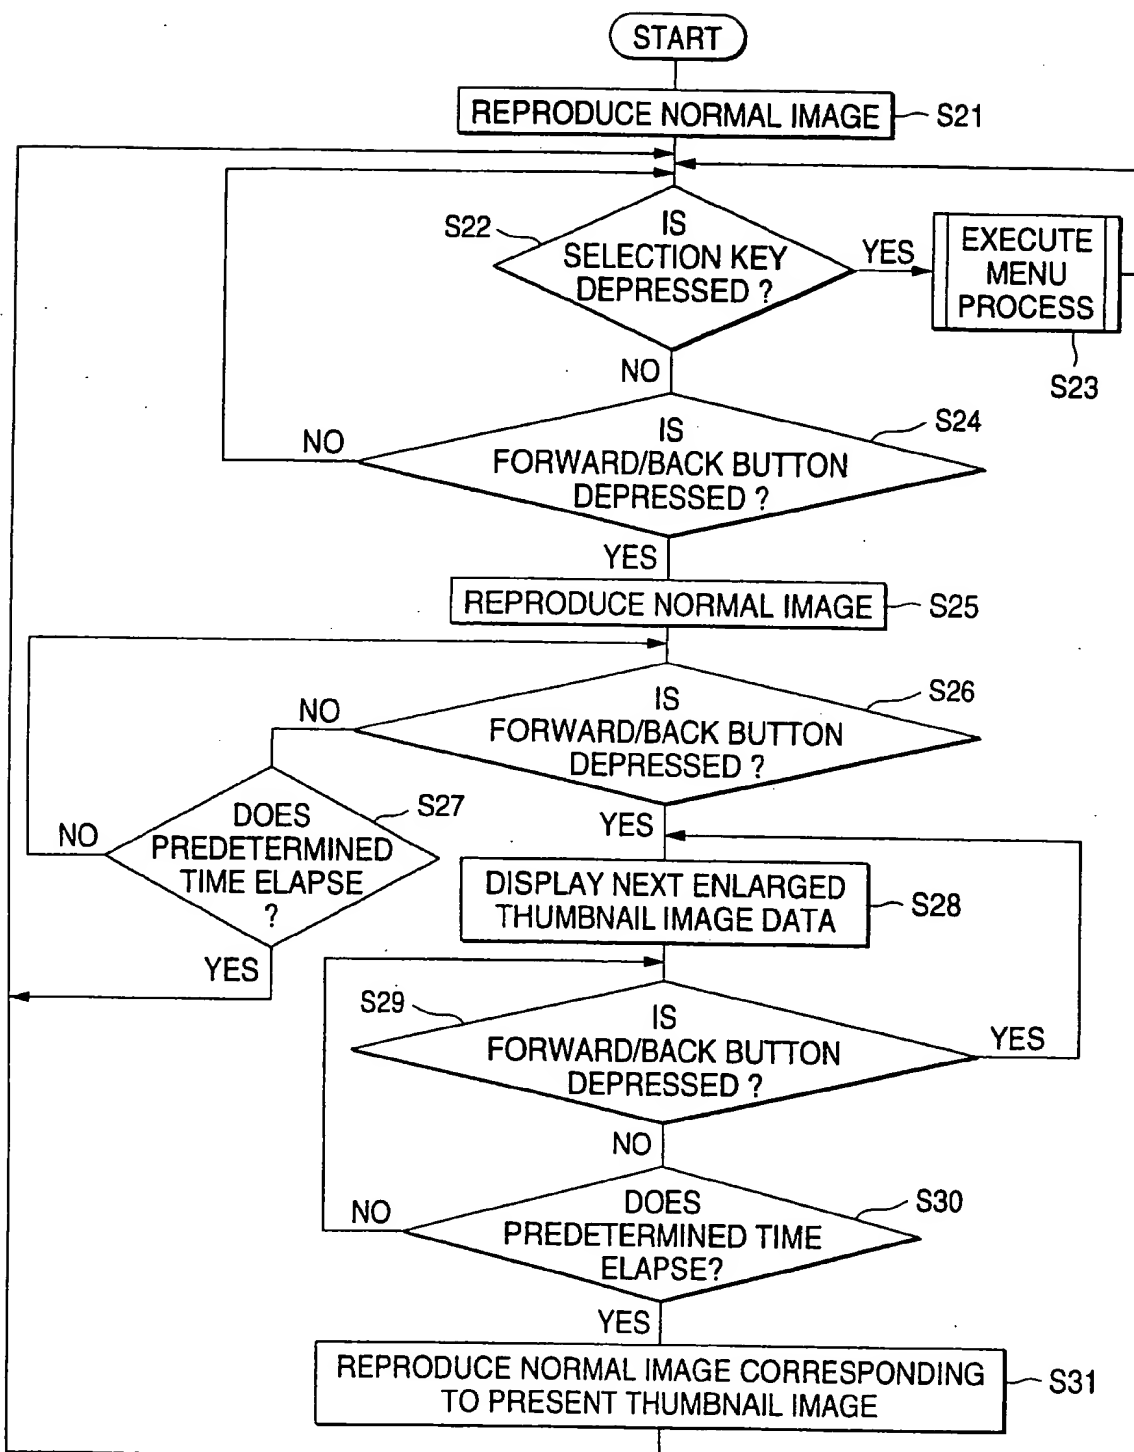 START
REPRODUCE NORMAL IMAGE
S21
S22
IS
SELECTION KEY
DEPRESSED ?
YES
EXECUTE
MENU
PROCESS
S23
NO
S24
IS
FORWARD/BACK BUTTON
DEPRESSED ?
NO
YES
REPRODUCE NORMAL IMAGE
S25
S26
IS
FORWARD/BACK BUTTON
DEPRESSED ?
NO
S27
DOES
PREDETERMINED
TIME ELAPSE
?
NO
YES
YES
DISPLAY NEXT ENLARGED
THUMBNAIL IMAGE DATA
S28
S29
IS
FORWARD/BACK BUTTON
DEPRESSED ?
YES
NO
S30
DOES
PREDETERMINED TIME
ELAPSE?
NO
YES
REPRODUCE NORMAL IMAGE CORRESPONDING
TO PRESENT THUMBNAIL IMAGE
S31